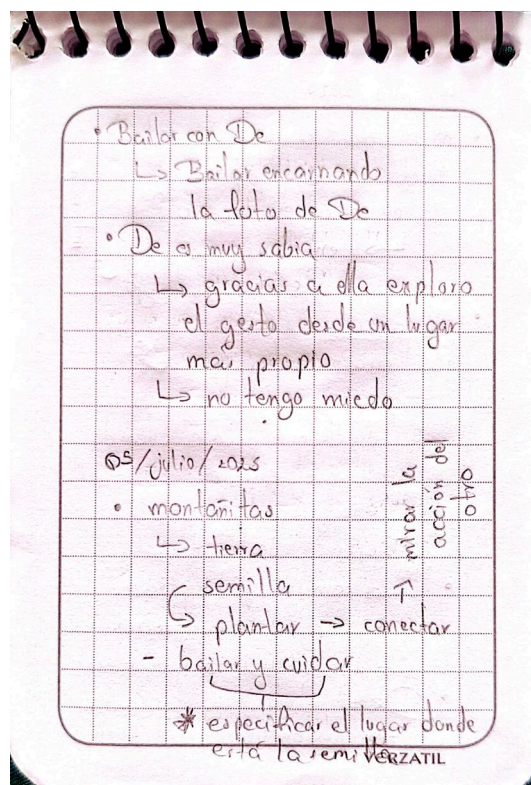 • Bailar con De
↳ Bailar encarnando
la foto de De
• De es muy sabia
↳ gracias a ella exploro
el gesto desde un lugar
más propio
↳ no tengo miedo
05/julio/2025
• montañitas
↳ tierra
semilla
↳ plantar → conectar
↑
mirar la
acción del
otro
- bailar y cuidar
* especificar el lugar donde
está la semilla
VERZATIL